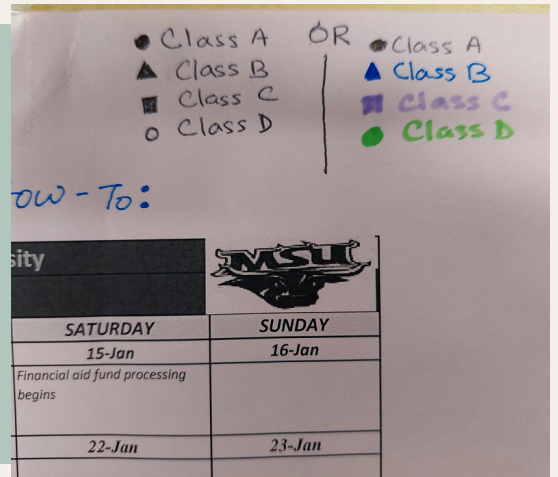 Class A OR Class A
Class B Class B
Class C Class C
Class D Class D
ow-To:
sity
MSU
SATURDAY SUNDAY
15-Jan 16-Jan
Financial aid fund processing
begins
22-Jan 23-Jan